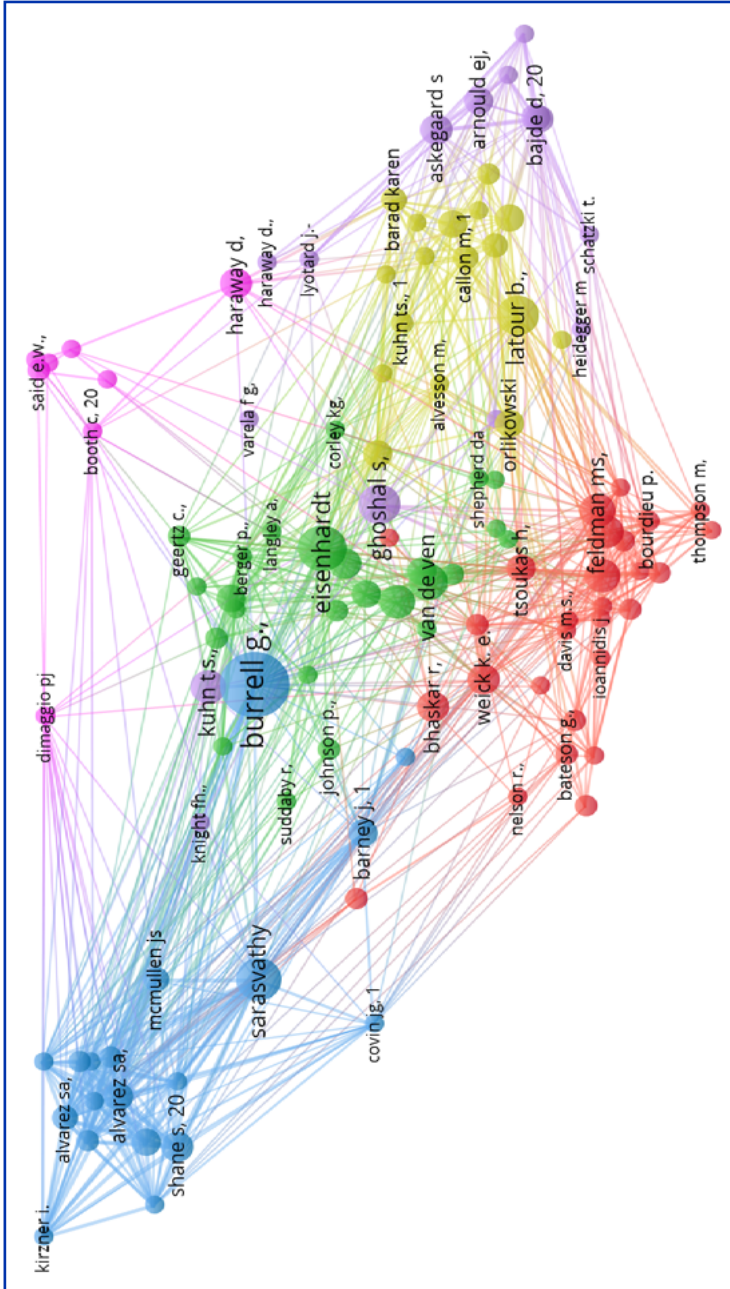 kirzner i.
alvarez sa,
alvarez sa,
shane s, 20
mcmullen js
sarasvathy
covin jg, 1
barney j, 1
knight fh.,
suddaby r,
johnson p.,
dimaggio pj
kuhn t.s.,
burrell g.,
bhaskar r,
weick k. e.
nelson r.,
bateson g.,
davis m.s.,
ioannidis j.
geertz c.,
berger p.,
langley a,
eisenhardt
van de ven
tsoukas h,
feldman ms,
bourdieu p.
thompson m,
ghoshal s,
shepherd da
corley kg,
varela f g,
booth c, 20
said e.w.,
haraway d,
haraway d.,
lyotard j.-
kuhn ts., 1
alvesson m,
orlikowski
latour b.,
heidegger m
schatzki t.
callon m, 1
barad karen
askegaard s
arnould ej,
bajde d, 20